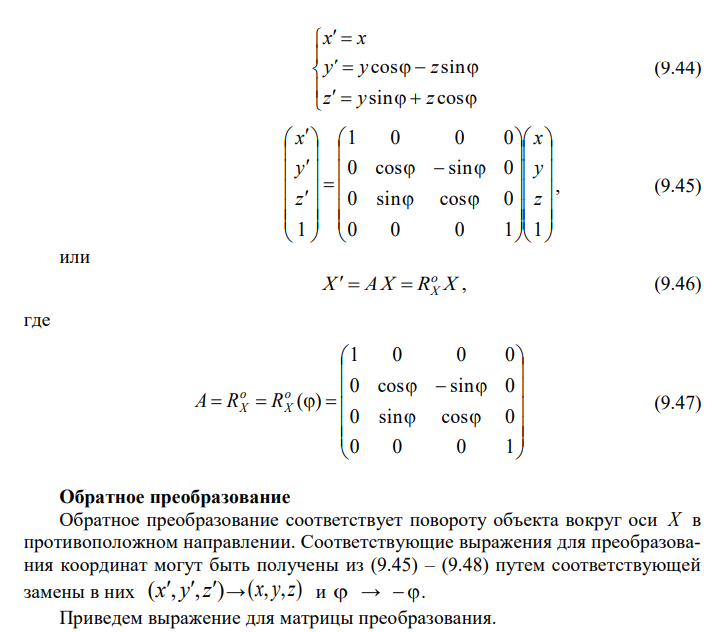 x′ = x
y′ = ycosφ − zsinφ (9.44)
z′ = ysinφ + zcosφ
x′ 1 0 0 0 x
y′ 0 cosφ − sinφ 0 y
= , (9.45)
z′ 0 sinφ cosφ 0 z
1 0 0 0 1 1
или
X′ = A X = R_X^o X , (9.46)
где
1 0 0 0
0 cosφ − sinφ 0
A = R_X^o = R_X^o (φ) = (9.47)
0 sinφ cosφ 0
0 0 0 1
Обратное преобразование
Обратное преобразование соответствует повороту объекта вокруг оси X в
противоположном направлении. Соответствующие выражения для преобразова-
ния координат могут быть получены из (9.45) – (9.48) путем соответствующей
замены в них (x′, y′, z′)→(x, y, z) и φ → −φ.
Приведем выражение для матрицы преобразования.